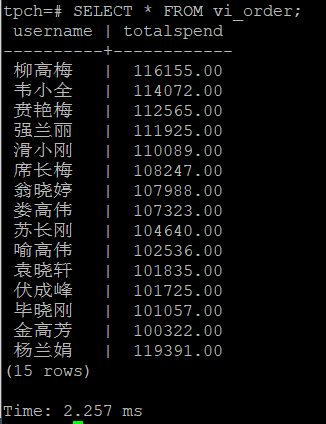 tpch=# SELECT * FROM vi_order;
username | totalspend
----------+------------
柳高梅 | 116155.00
韦小全 | 114072.00
贲艳梅 | 112565.00
强兰丽 | 111925.00
滑小刚 | 110089.00
席长梅 | 108247.00
翁晓婷 | 107988.00
娄高伟 | 107323.00
苏长刚 | 104640.00
喻高伟 | 102536.00
袁晓轩 | 101835.00
伏成峰 | 101725.00
毕晓刚 | 101057.00
金高芳 | 100322.00
杨兰娟 | 119391.00
(15 rows)
Time: 2.257 ms